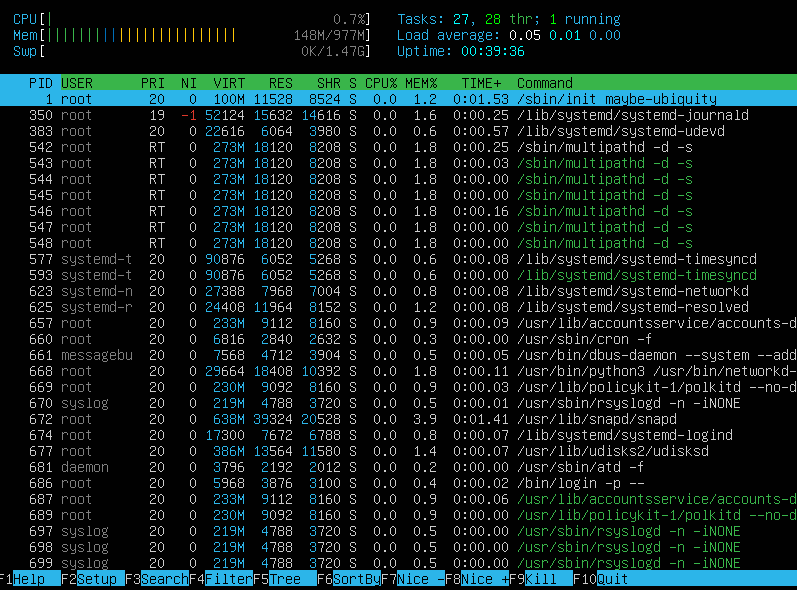 CPU[| 0.7%] Tasks: 27, 28 thr; 1 running
Mem[|||||||||||||||||||||||| 148M/977M] Load average: 0.05 0.01 0.00
Swp[ 0K/1.47G] Uptime: 00:39:36
PID USER PRI NI VIRT RES SHR S CPU% MEM% TIME+ Command
1 root 20 0 100M 11528 8524 S 0.0 1.2 0:01.53 /sbin/init maybe-ubiquity
350 root 19 -1 52124 15632 14616 S 0.0 1.6 0:00.25 /lib/systemd/systemd-journald
383 root 20 0 22616 6064 3980 S 0.0 0.6 0:00.57 /lib/systemd/systemd-udevd
542 root RT 0 273M 18120 8208 S 0.0 1.8 0:00.25 /sbin/multipathd -d -s
543 root RT 0 273M 18120 8208 S 0.0 1.8 0:00.03 /sbin/multipathd -d -s
544 root RT 0 273M 18120 8208 S 0.0 1.8 0:00.00 /sbin/multipathd -d -s
545 root RT 0 273M 18120 8208 S 0.0 1.8 0:00.00 /sbin/multipathd -d -s
546 root RT 0 273M 18120 8208 S 0.0 1.8 0:00.16 /sbin/multipathd -d -s
547 root RT 0 273M 18120 8208 S 0.0 1.8 0:00.00 /sbin/multipathd -d -s
548 root RT 0 273M 18120 8208 S 0.0 1.8 0:00.00 /sbin/multipathd -d -s
577 systemd-t 20 0 90876 6052 5268 S 0.0 0.6 0:00.08 /lib/systemd/systemd-timesyncd
593 systemd-t 20 0 90876 6052 5268 S 0.0 0.6 0:00.00 /lib/systemd/systemd-timesyncd
623 systemd-n 20 0 27388 7968 7004 S 0.0 0.8 0:00.08 /lib/systemd/systemd-networkd
625 systemd-r 20 0 24408 11964 8152 S 0.0 1.2 0:00.08 /lib/systemd/systemd-resolved
657 root 20 0 233M 9112 8160 S 0.0 0.9 0:00.09 /usr/lib/accountsservice/accounts-d
660 root 20 0 6816 2840 2632 S 0.0 0.3 0:00.00 /usr/sbin/cron -f
661 messagebu 20 0 7568 4712 3904 S 0.0 0.5 0:00.05 /usr/bin/dbus-daemon --system --add
668 root 20 0 29664 18408 10392 S 0.0 1.8 0:00.11 /usr/bin/python3 /usr/bin/networkd-
669 root 20 0 230M 9092 8160 S 0.0 0.9 0:00.03 /usr/lib/policykit-1/polkitd --no-d
670 syslog 20 0 219M 4788 3720 S 0.0 0.5 0:00.01 /usr/sbin/rsyslogd -n -iNONE
672 root 20 0 638M 39324 20528 S 0.0 3.9 0:01.41 /usr/lib/snapd/snapd
674 root 20 0 17300 7672 6788 S 0.0 0.8 0:00.07 /lib/systemd/systemd-logind
677 root 20 0 386M 13564 11580 S 0.0 1.4 0:00.07 /usr/lib/udisks2/udisksd
681 daemon 20 0 3796 2192 2012 S 0.0 0.2 0:00.00 /usr/sbin/atd -f
686 root 20 0 5968 3876 3100 S 0.0 0.4 0:00.02 /bin/login -p --
687 root 20 0 233M 9112 8160 S 0.0 0.9 0:00.06 /usr/lib/accountsservice/accounts-d
689 root 20 0 230M 9092 8160 S 0.0 0.9 0:00.00 /usr/lib/policykit-1/polkitd --no-d
697 syslog 20 0 219M 4788 3720 S 0.0 0.5 0:00.00 /usr/sbin/rsyslogd -n -iNONE
698 syslog 20 0 219M 4788 3720 S 0.0 0.5 0:00.00 /usr/sbin/rsyslogd -n -iNONE
699 syslog 20 0 219M 4788 3720 S 0.0 0.5 0:00.00 /usr/sbin/rsyslogd -n -iNONE
F1Help F2Setup F3SearchF4FilterF5Tree F6SortByF7Nice -F8Nice +F9Kill F10Quit